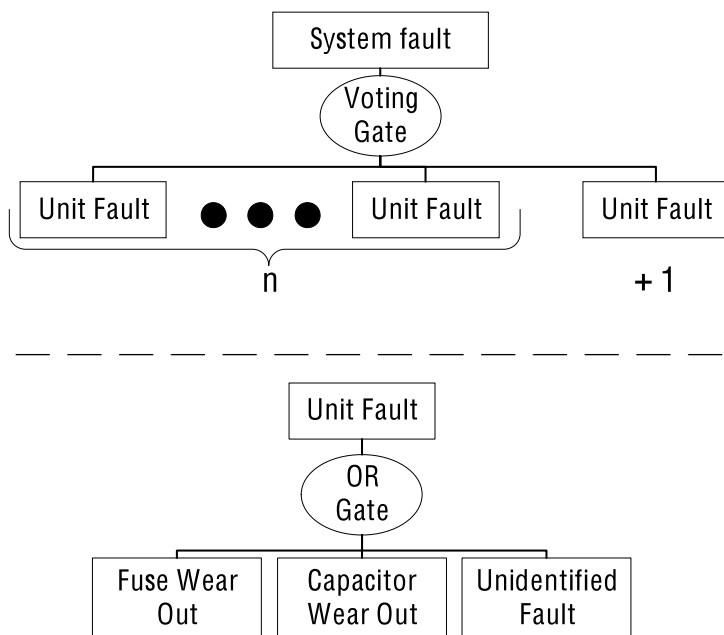 System fault
Voting
Gate
Unit Fault
Unit Fault
Unit Fault
n
+ 1
Unit Fault
OR
Gate
Fuse Wear
Out
Capacitor
Wear Out
Unidentified
Fault